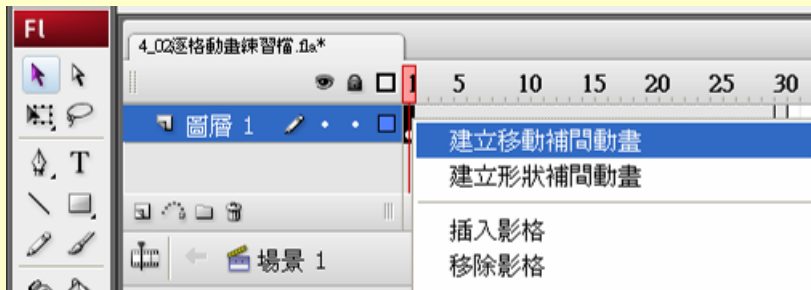 Fl
4_02逐格動畫練習檔.fla*
1 5 10 15 20 25 30
圖層 1
建立移動補間動畫
建立形狀補間動畫
插入影格
移除影格
T
場景 1